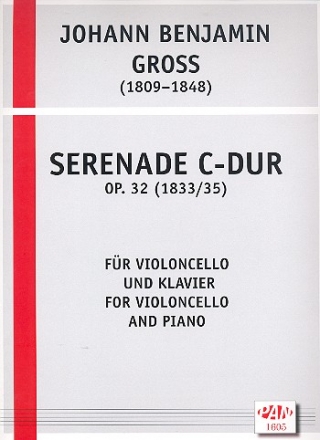 JOHANN BENJAMIN
GROSS
(1809–1848)
SERENADE C-DUR
OP. 32 (1833/35)
FÜR VIOLONCELLO
UND KLAVIER
FOR VIOLONCELLO
AND PIANO
PAN
1605